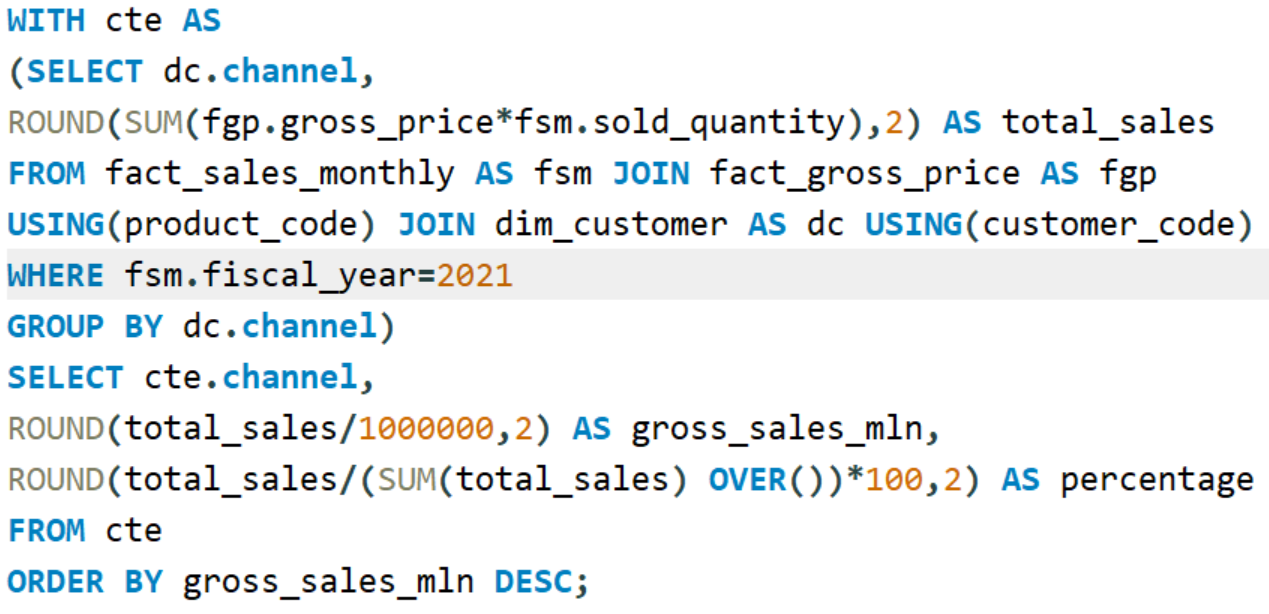 WITH cte AS
(SELECT dc.channel,
ROUND(SUM(fgp.gross_price*fsm.sold_quantity),2) AS total_sales
FROM fact_sales_monthly AS fsm JOIN fact_gross_price AS fgp
USING(product_code) JOIN dim_customer AS dc USING(customer_code)
WHERE fsm.fiscal_year=2021
GROUP BY dc.channel)
SELECT cte.channel,
ROUND(total_sales/1000000,2) AS gross_sales_mln,
ROUND(total_sales/(SUM(total_sales) OVER())*100,2) AS percentage
FROM cte
ORDER BY gross_sales_mln DESC;